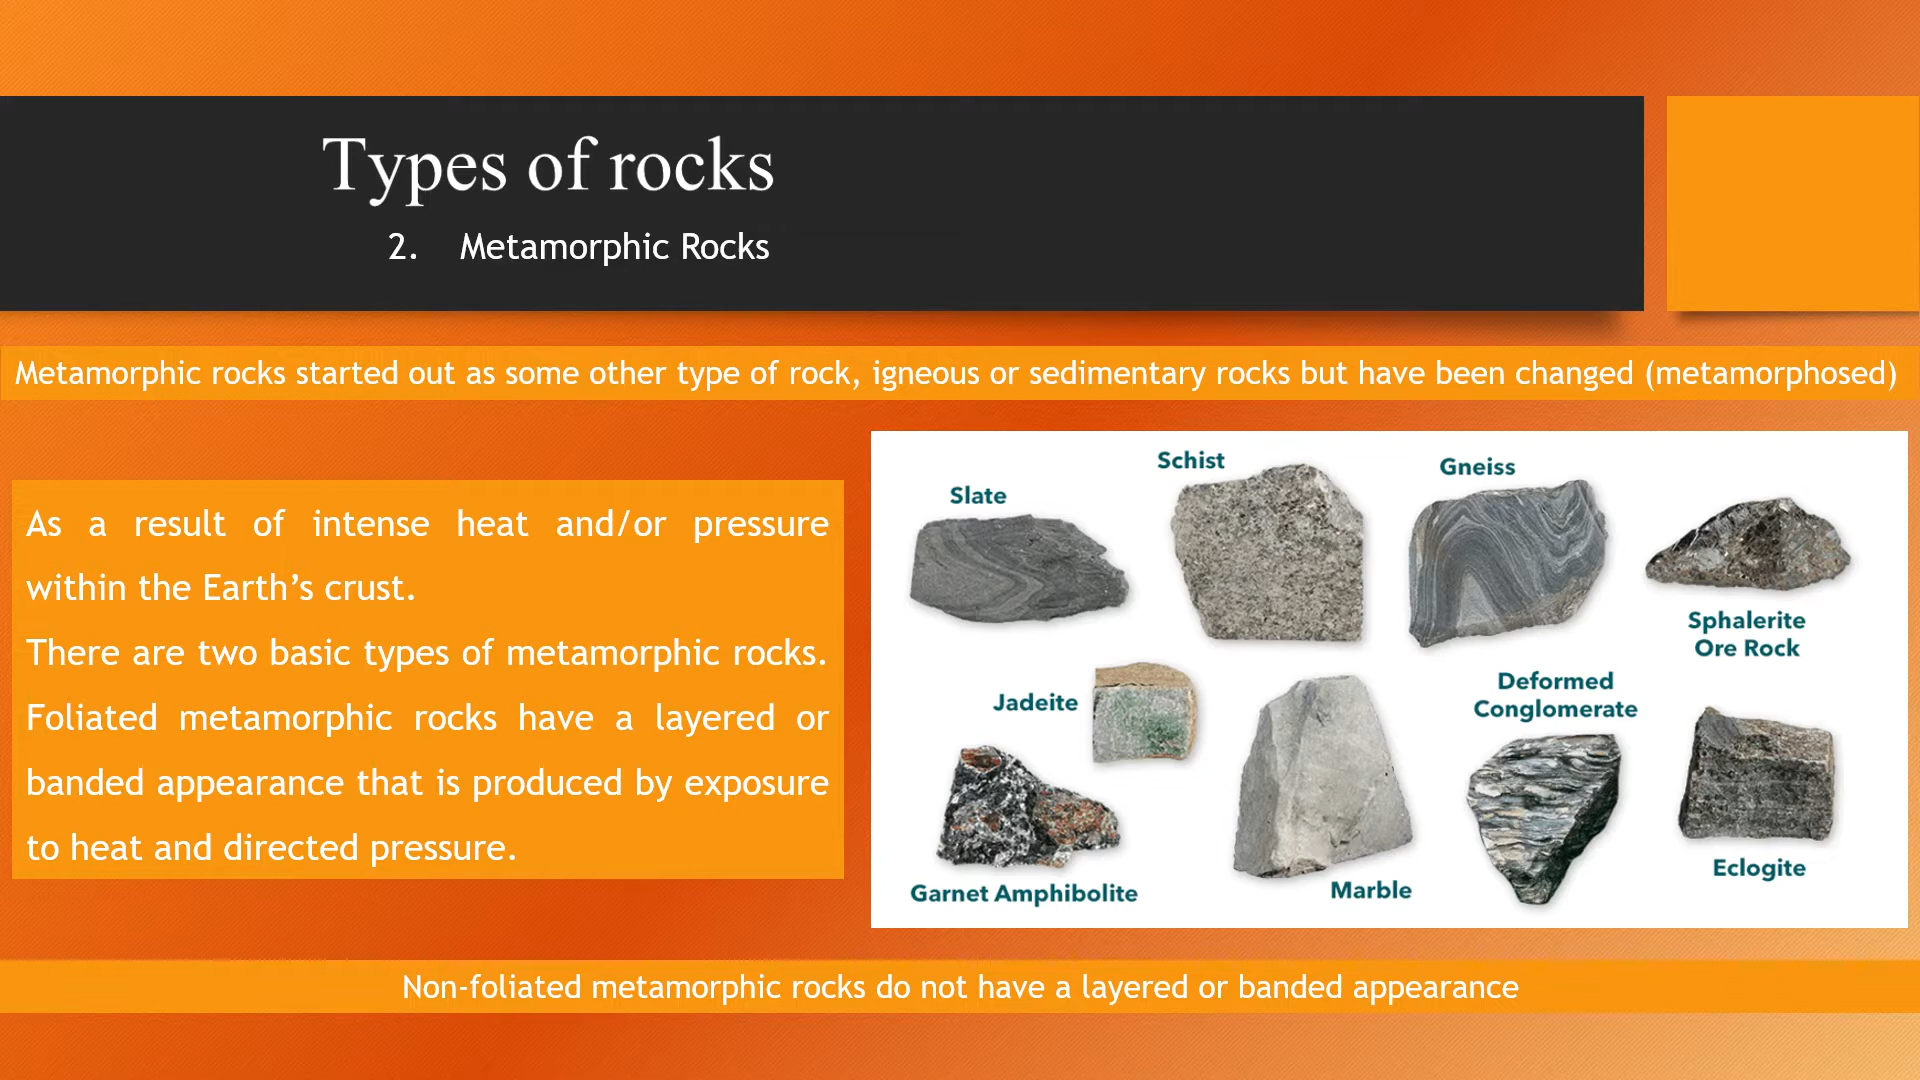 Types of rocks
2. Metamorphic Rocks
Metamorphic rocks started out as some other type of rock, igneous or sedimentary rocks but have been changed (metamorphosed)
As a result of intense heat and/or pressure
within the Earth’s crust.
There are two basic types of metamorphic rocks.
Foliated metamorphic rocks have a layered or
banded appearance that is produced by exposure
to heat and directed pressure.
Slate
Schist
Gneiss
Sphalerite
Ore Rock
Jadeite
Deformed
Conglomerate
Garnet Amphibolite
Marble
Eclogite
Non-foliated metamorphic rocks do not have a layered or banded appearance